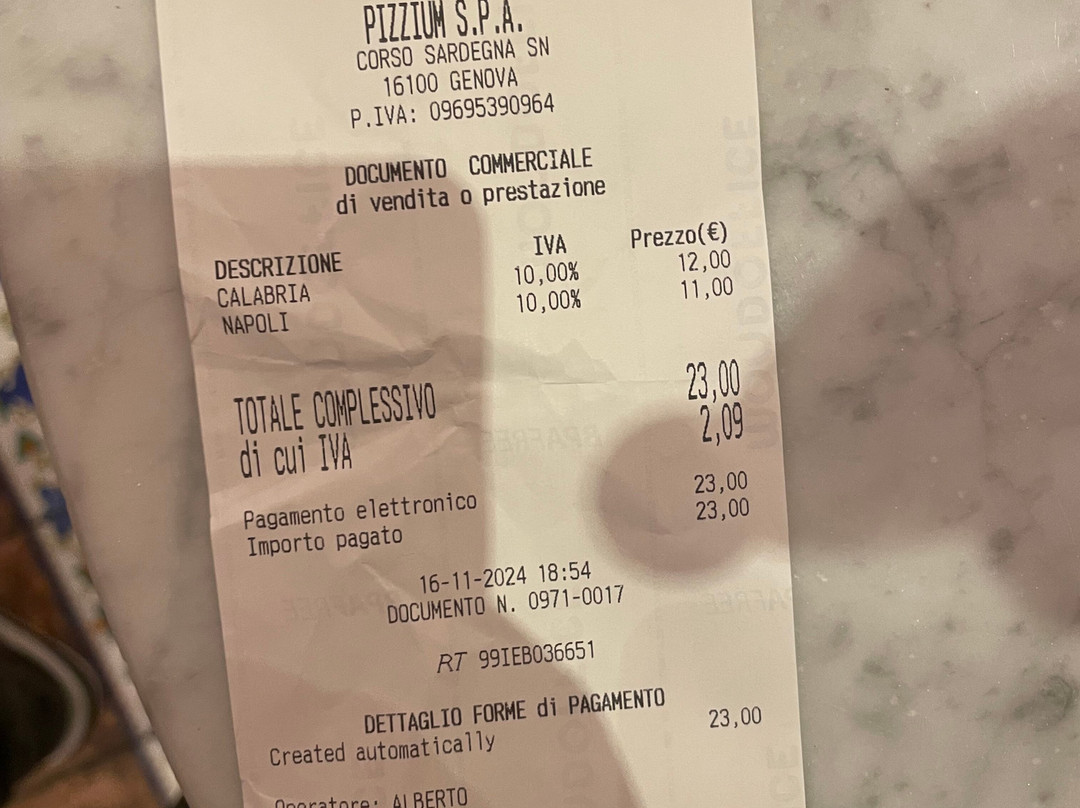 PIZZIUM S.P.A.
CORSO SARDEGNA SN
16100 GENOVA
P.IVA: 09695390964
DOCUMENTO COMMERCIALE
di vendita o prestazione
DESCRIZIONE IVA Prezzo(€)
CALABRIA 10,00% 12,00
NAPOLI 10,00% 11,00
TOTALE COMPLESSIVO 23,00
di cui IVA 2,09
Pagamento elettronico 23,00
Importo pagato 23,00
16-11-2024 18:54
DOCUMENTO N. 0971-0017
RT 99IEB036651
DETTAGLIO FORME di PAGAMENTO
Created automatically 23,00
Operatore: ALBERTO